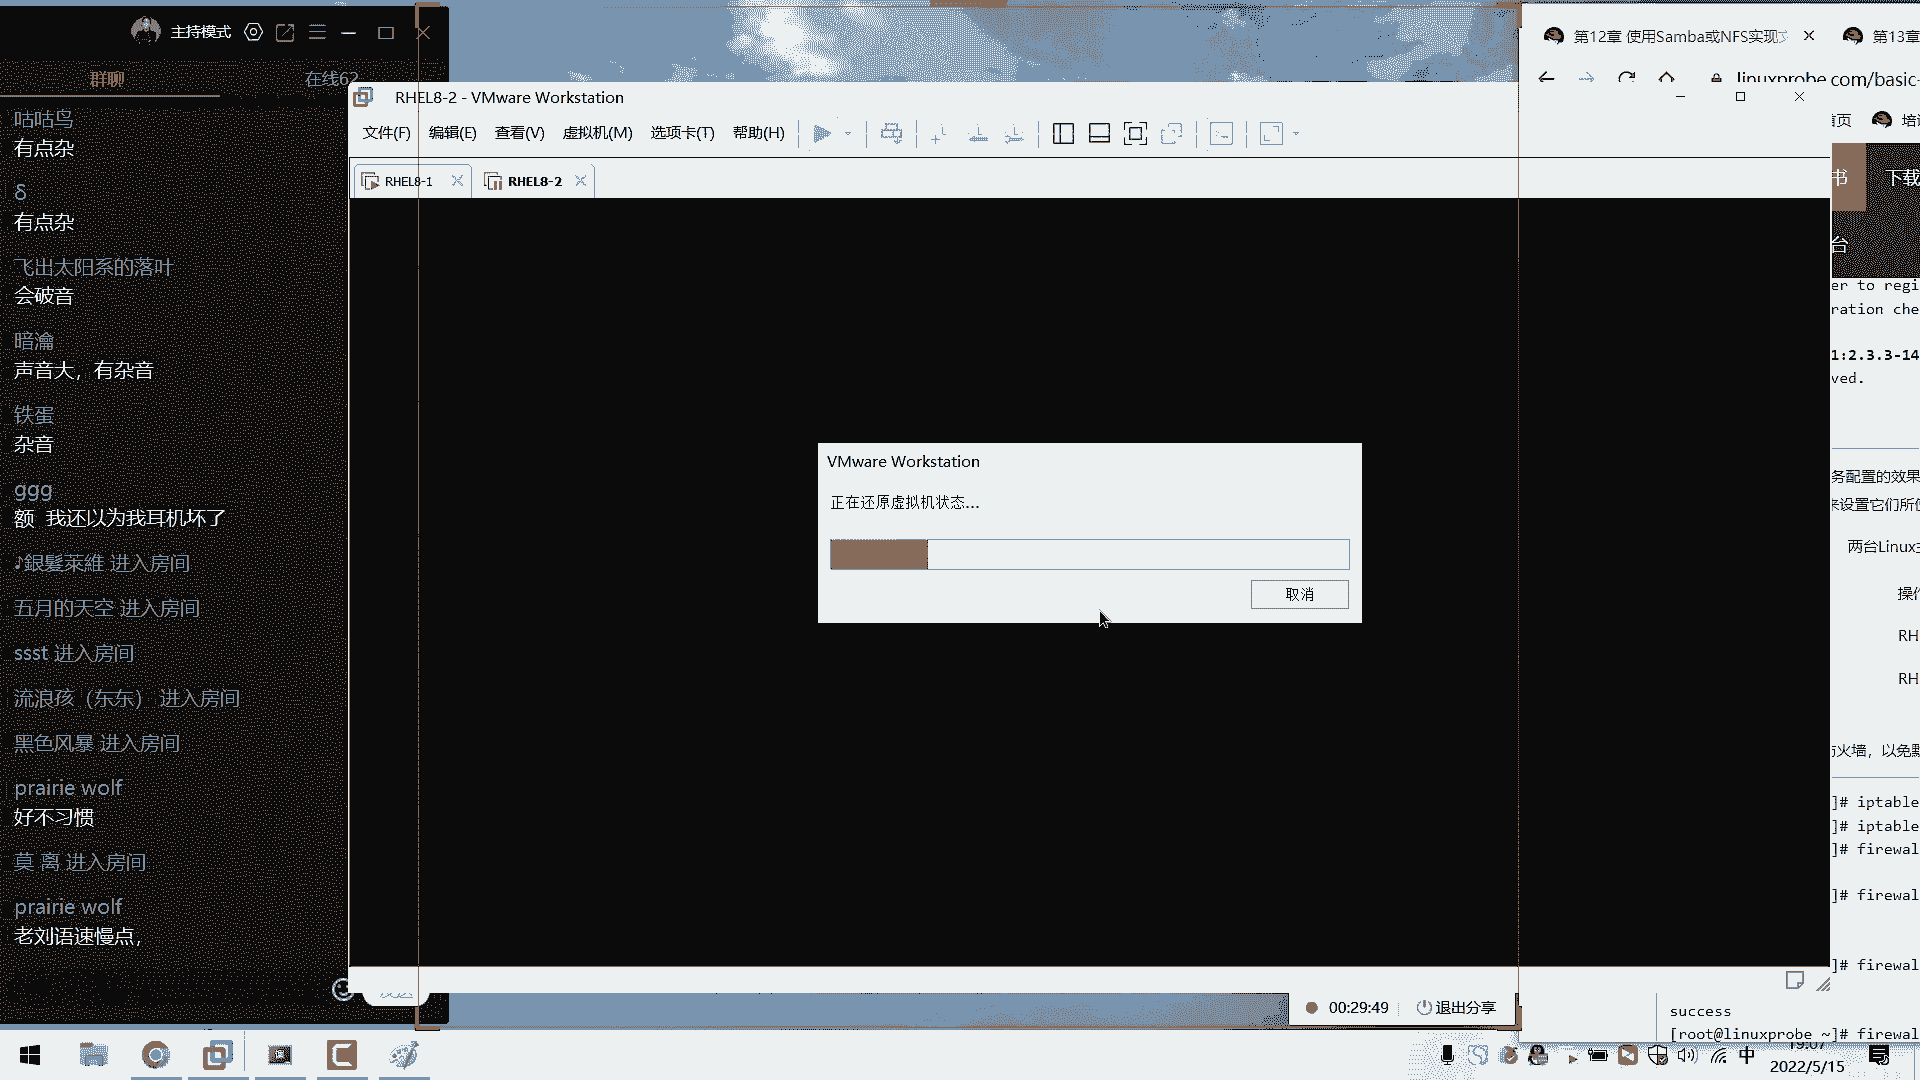 主持模式
群聊
在线62
咕咕鸟
有点杂
δ
有点杂
飞出太阳系的落叶
会破音
暗瀹
声音大，有杂音
铁蛋
杂音
ggg
额 我还以为我耳机坏了
♪銀髮萊維 进入房间
五月的天空 进入房间
ssst 进入房间
流浪孩（东东） 进入房间
黑色风暴 进入房间
prairie wolf
好不习惯
莫 离 进入房间
prairie wolf
老刘语速慢点，
RHEL8-2 - VMware Workstation
文件(F) 编辑(E) 查看(V) 虚拟机(M) 选项卡(T) 帮助(H)
RHEL8-1
RHEL8-2
VMware Workstation
正在还原虚拟机状态...
取消
00:29:49
退出分享
第12章 使用Samba或NFS实现文
第13章
linuxprobe.com/basic-
首页
培训
书
下载
台
er to regi
ration che
1:2.3.3-14
ved.
务配置的效果
来设置它们所使
两台Linux主
操作
RH
RH
防火墙，以免默
]# iptable
]# iptable
]# firewal
]# firewal
]# firewal
success
[root@linuxprobe ~]# firewal
中
19:07
2022/5/15